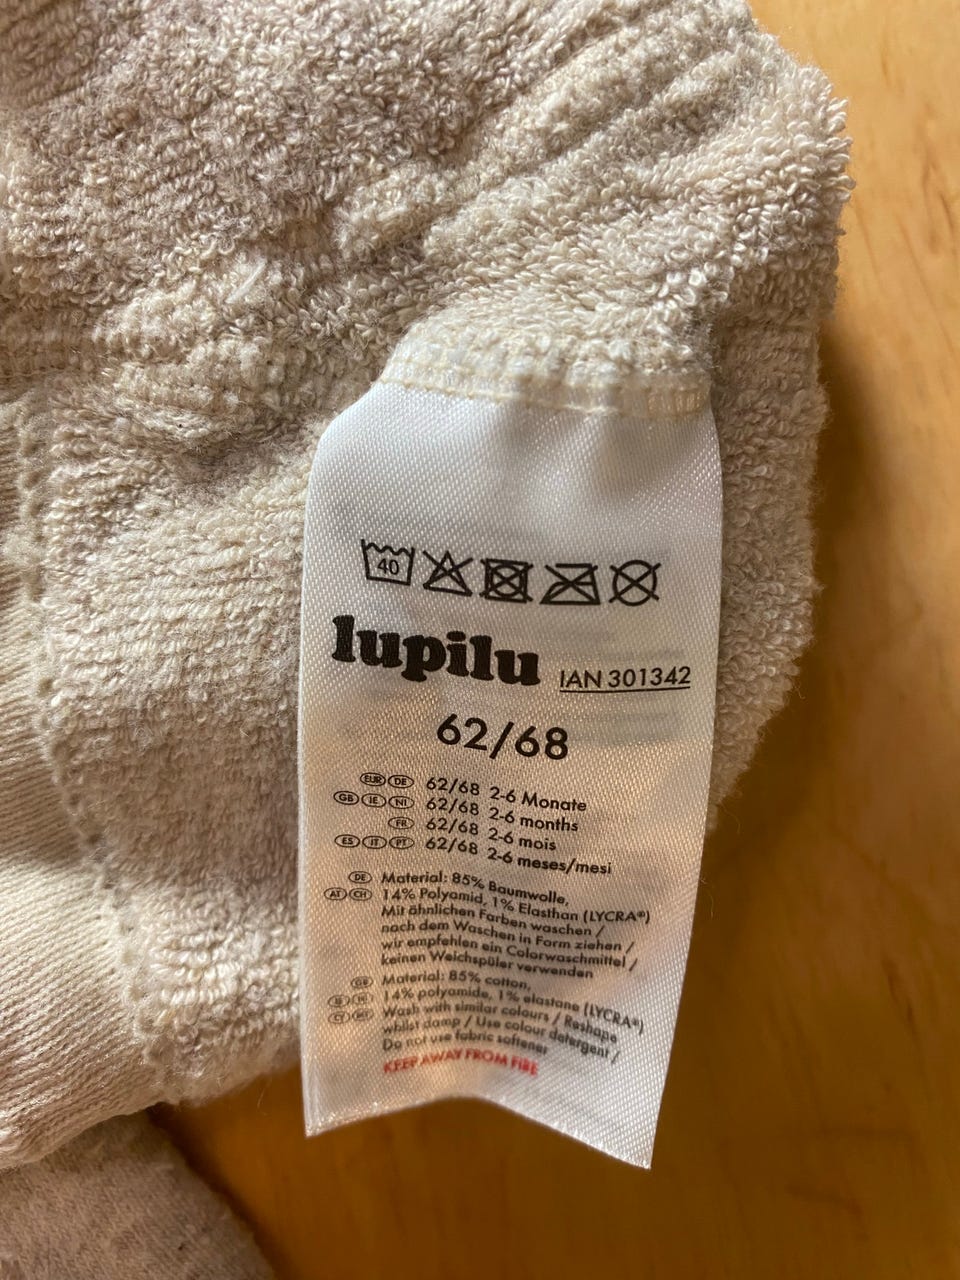 40
lupilu IAN 301342
62/68
EUR DE 62/68 2-6 Monate
GB IE NI 62/68 2-6 months
FR 62/68 2-6 mois
ES IT PT 62/68 2-6 meses/mesi
DE Material: 85% Baumwolle,
AT CH 14% Polyamid, 1% Elasthan (LYCRA®)
Mit ähnlichen Farben waschen /
nach dem Waschen in Form ziehen /
wir empfehlen ein Colorwaschmittel /
keinen Weichspüler verwenden
GB Material: 85% cotton,
IE NI 14% polyamide, 1% elastane (LYCRA®)
CY MT Wash with similar colours / Reshape
whilst damp / Use colour detergent /
Do not use fabric softener
KEEP AWAY FROM FIRE